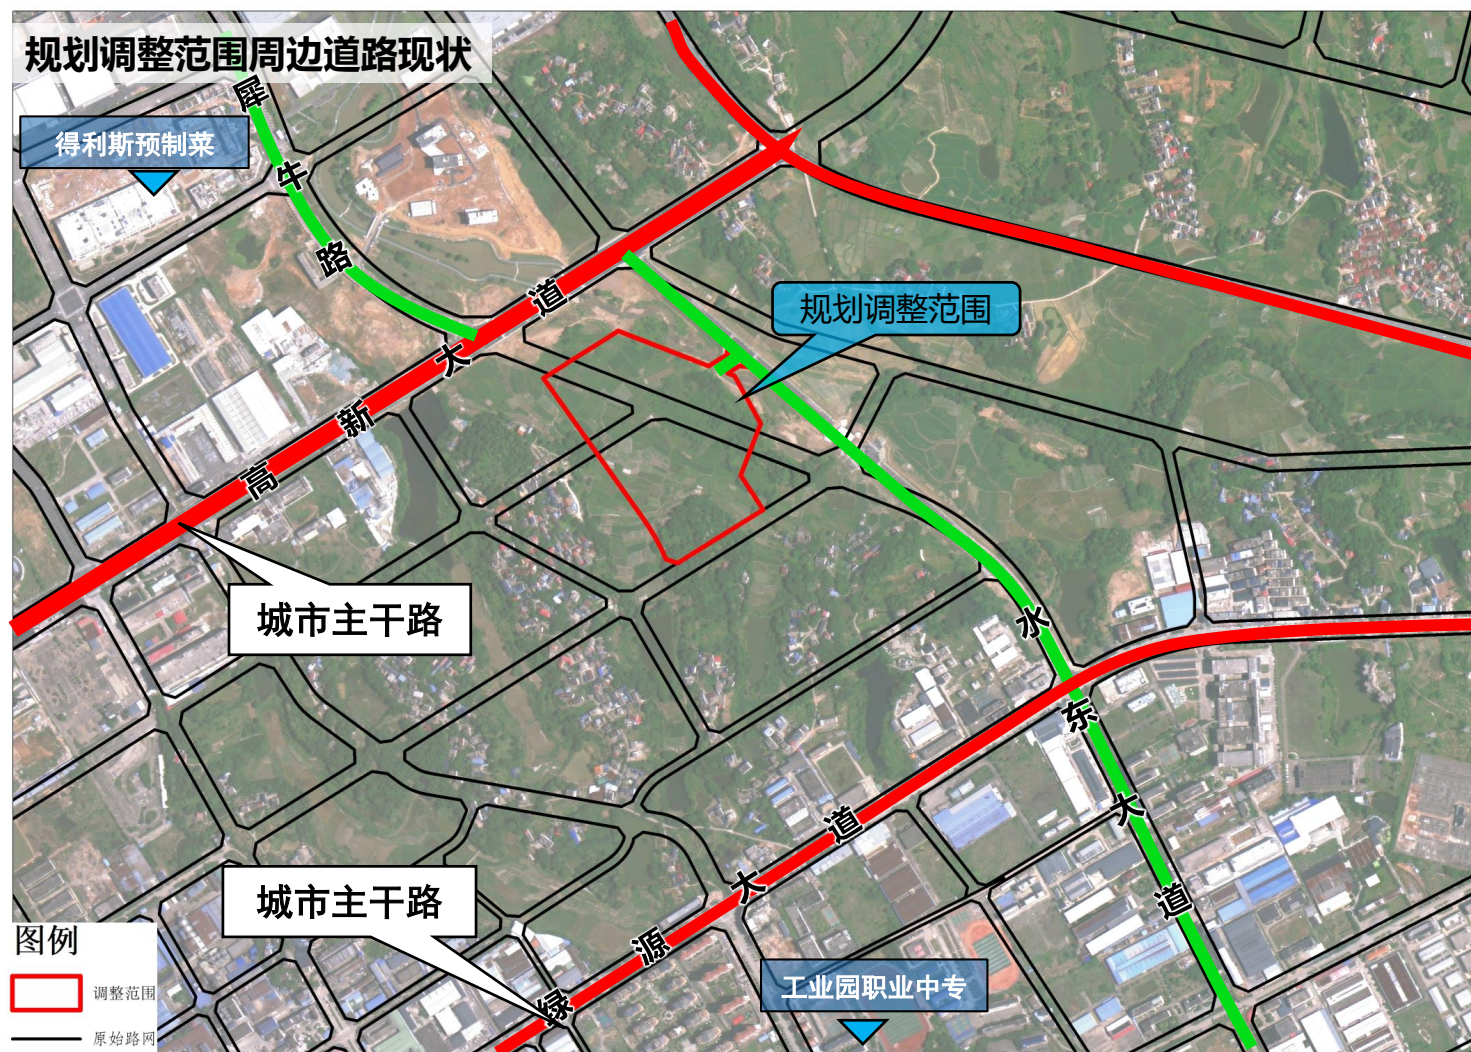 规划调整范围周边道路现状
犀牛路
得利斯预制菜
高新大道
规划调整范围
城市主干路
水东大道
城市主干路
绿源大道
工业园职业中专
图例
调整范围
原始路网